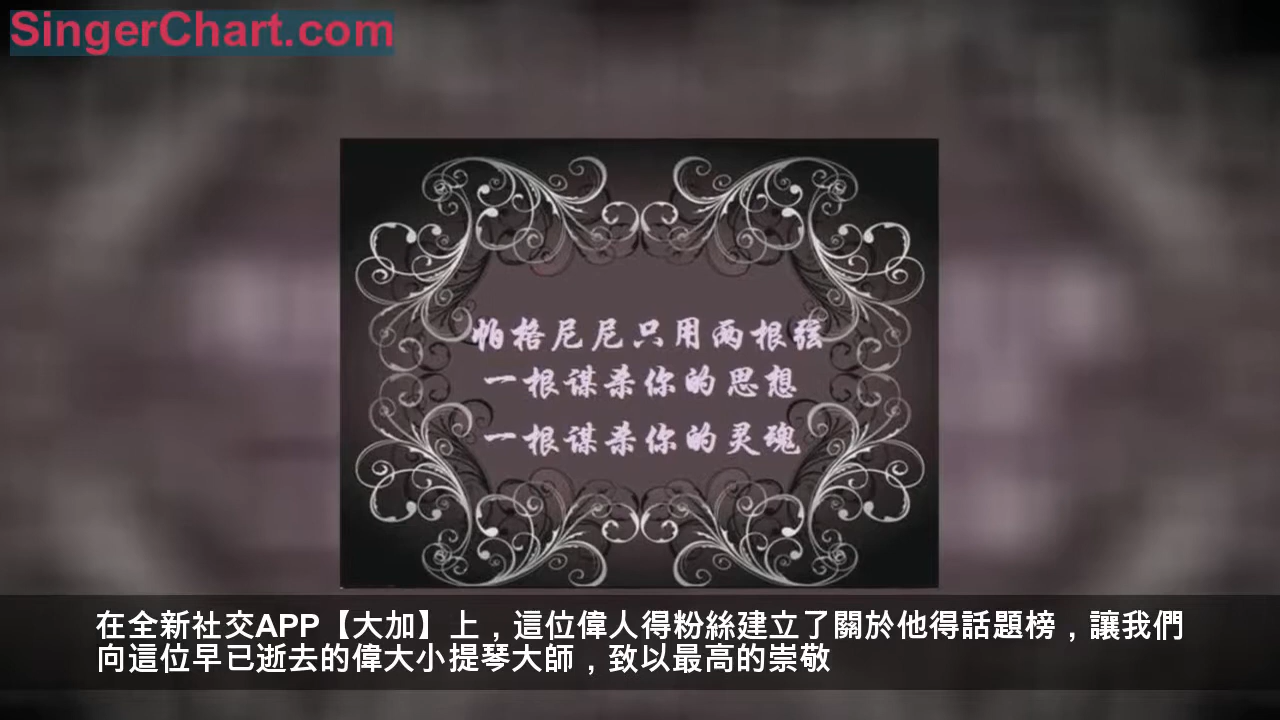 SingerChart.com
帕格尼尼只用两根弦
一根谋杀你的思想
一根谋杀你的灵魂
在全新社交APP【大加】上，這位偉人得粉絲建立了關於他得話題榜，讓我們
向這位早已逝去的偉大小提琴大師，致以最高的崇敬